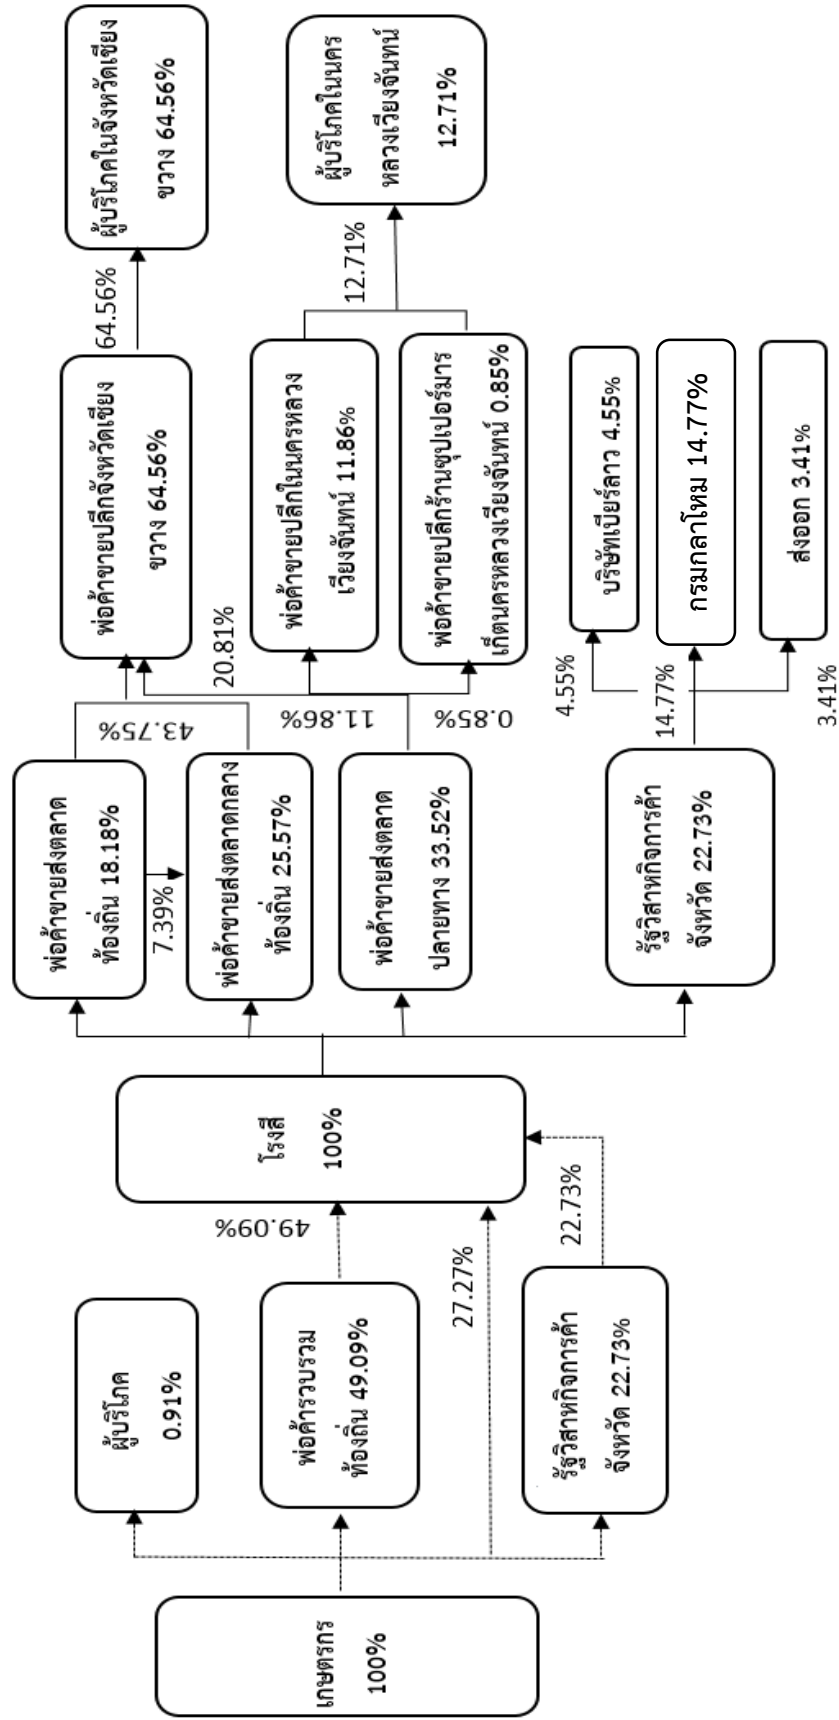 เกษตรกร
100%
ผู้บริโภค
0.91%
พ่อค้ารวบรวม
ท้องถิ่น 49.09%
รัฐวิสาหกิจการค้า
จังหวัด 22.73%
49.09%
27.27%
22.73%
โรงสี
100%
พ่อค้าขายส่งตลาด
ท้องถิ่น 18.18%
7.39%
พ่อค้าขายส่งตลาดกลาง
ท้องถิ่น 25.57%
พ่อค้าขายส่งตลาด
ปลายทาง 33.52%
รัฐวิสาหกิจการค้า
จังหวัด 22.73%
43.75%
20.81%
11.86%
0.85%
4.55%
14.77%
3.41%
พ่อค้าขายปลีกจังหวัดเชียง
ขวาง 64.56%
พ่อค้าขายปลีกในนครหลวง
เวียงจันทน์ 11.86%
พ่อค้าขายปลีกร้านซุปเปอร์มาร
เก็ตนครหลวงเวียงจันทน์ 0.85%
บริษัทเบียร์ลาว 4.55%
กรมกลาโหม 14.77%
ส่งออก 3.41%
64.56%
12.71%
ผู้บริโภคในจังหวัดเชียง
ขวาง 64.56%
ผู้บริโภคในนคร
หลวงเวียงจันทน์
12.71%